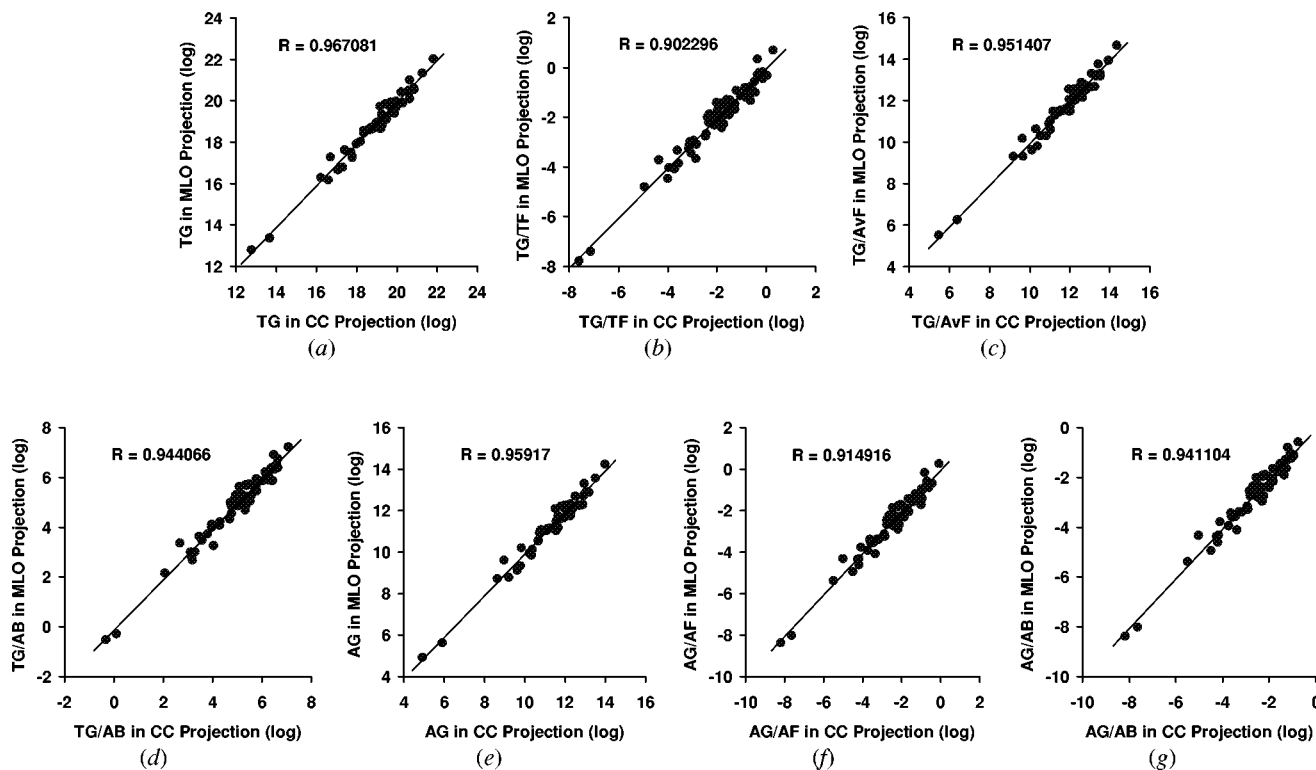 R = 0.967081
TG in MLO Projection (log)
24
22
20
18
16
14
12
12 14 16 18 20 22 24
TG in CC Projection (log)
(a)
R = 0.902296
TG/TF in MLO Projection (log)
2
0
-2
-4
-6
-8
-8 -6 -4 -2 0 2
TG/TF in CC Projection (log)
(b)
R = 0.951407
TG/AvF in MLO Projection (log)
16
14
12
10
8
6
4
4 6 8 10 12 14 16
TG/AvF in CC Projection (log)
(c)
R = 0.944066
TG/AB in MLO Projection (log)
8
6
4
2
0
-2
-2 0 2 4 6 8
TG/AB in CC Projection (log)
(d)
R = 0.95917
AG in MLO Projection (log)
16
14
12
10
8
6
4
4 6 8 10 12 14 16
AG in CC Projection (log)
(e)
R = 0.914916
AG/AF in MLO Projection (log)
2
0
-2
-4
-6
-8
-10
-10 -8 -6 -4 -2 0 2
AG/AF in CC Projection (log)
(f)
R = 0.941104
AG/AB in MLO Projection (log)
0
-2
-4
-6
-8
-10
-10 -8 -6 -4 -2 0
AG/AB in CC Projection (log)
(g)